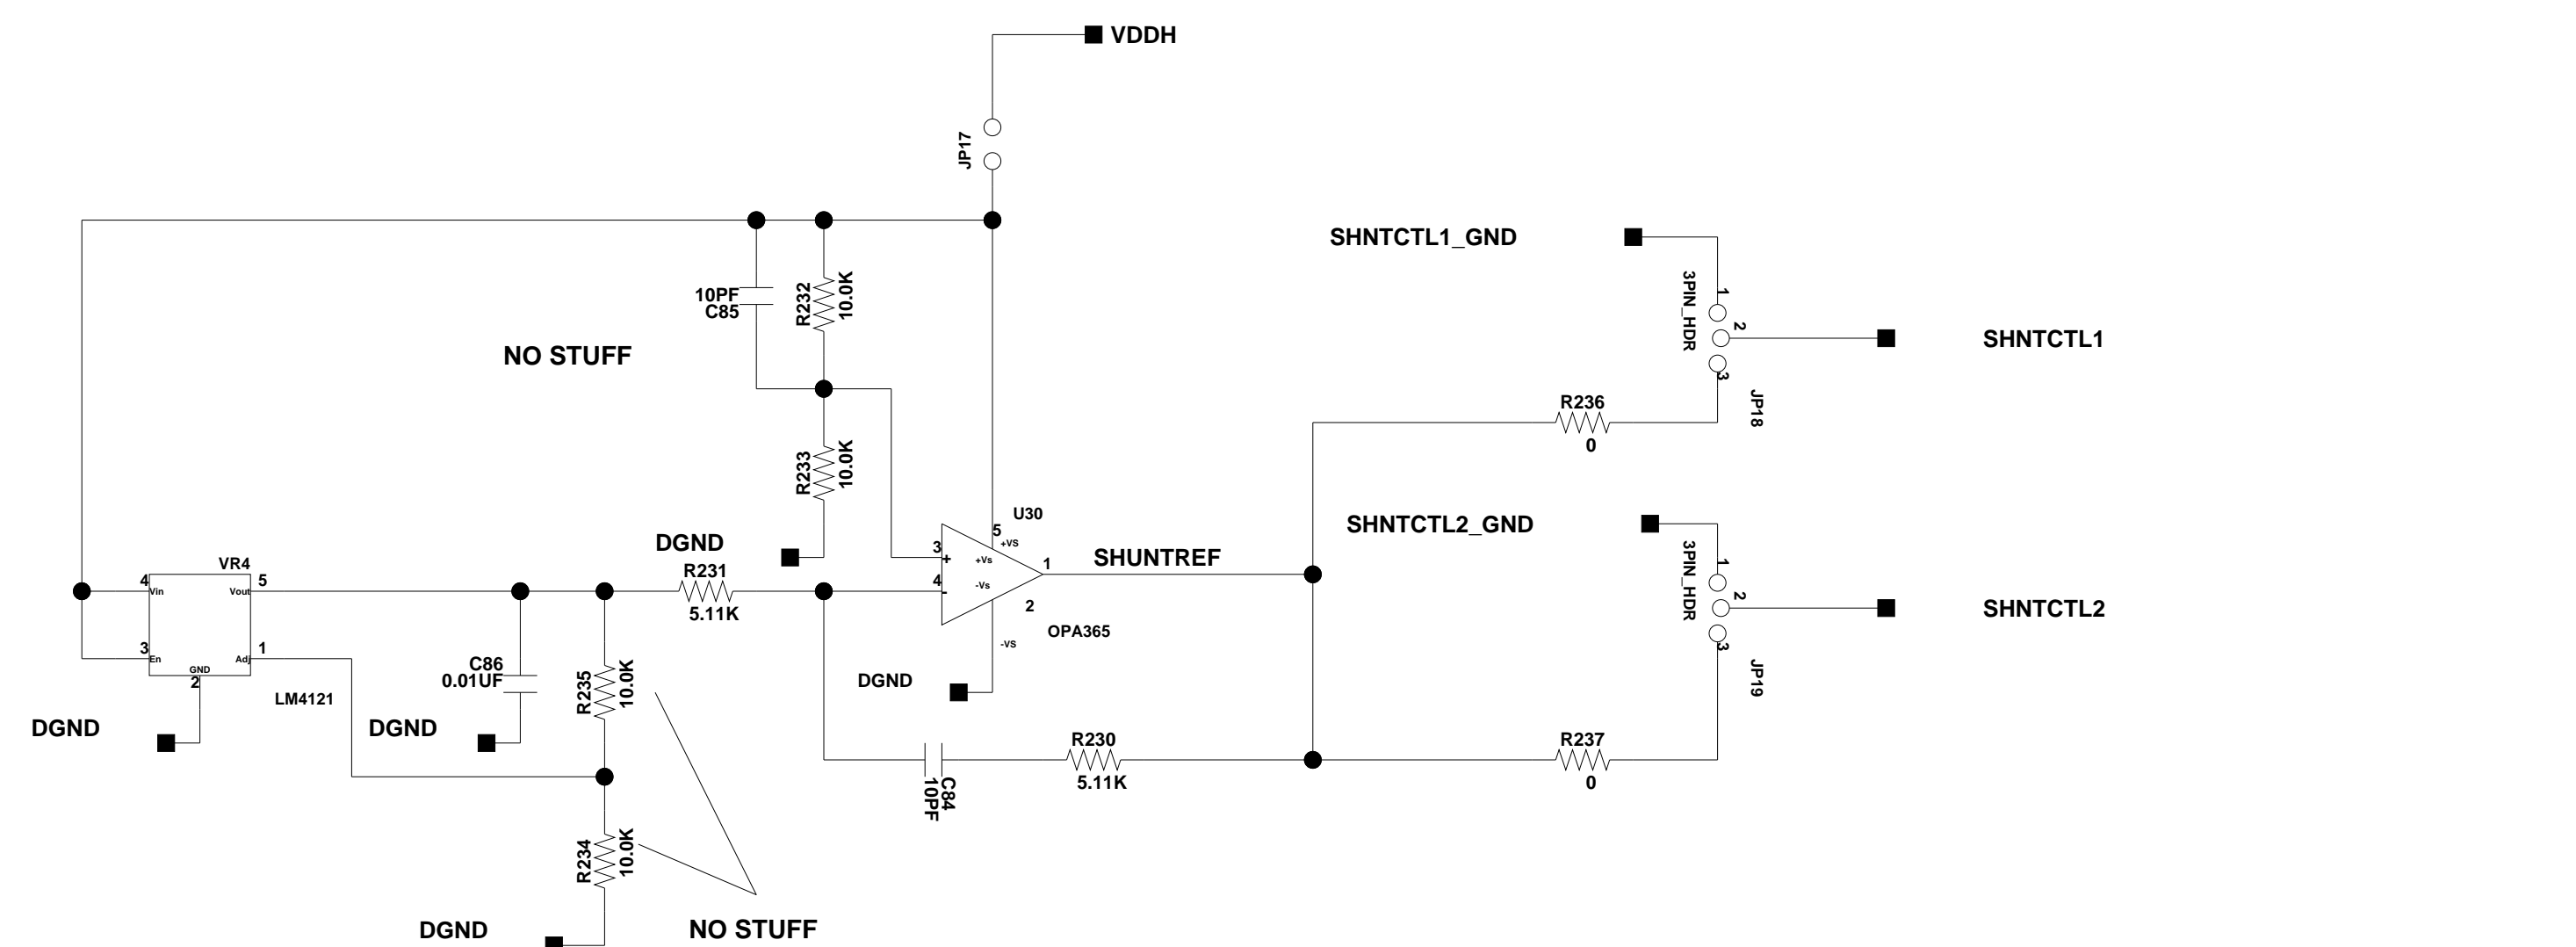 VDDH
JP17
SHNTCTL1_GND
10PF
C85
R232
10.0K
3PIN_HDR
1
2
3
SHNTCTL1
NO STUFF
R236
0
JP18
R233
10.0K
U30
5
+VS
SHNTCTL2_GND
DGND
3
+
+Vs
SHUNTREF
1
VR4
R231
4
-
-Vs
4
Vin
Vout
5
5.11K
2
3PIN_HDR
1
2
3
SHNTCTL2
OPA365
3
En
GND
Adj
1
2
LM4121
C86
0.01UF
R235
10.0K
-VS
DGND
JP19
DGND
DGND
R230
5.11K
R237
0
C84
10PF
R234
10.0K
DGND
NO STUFF